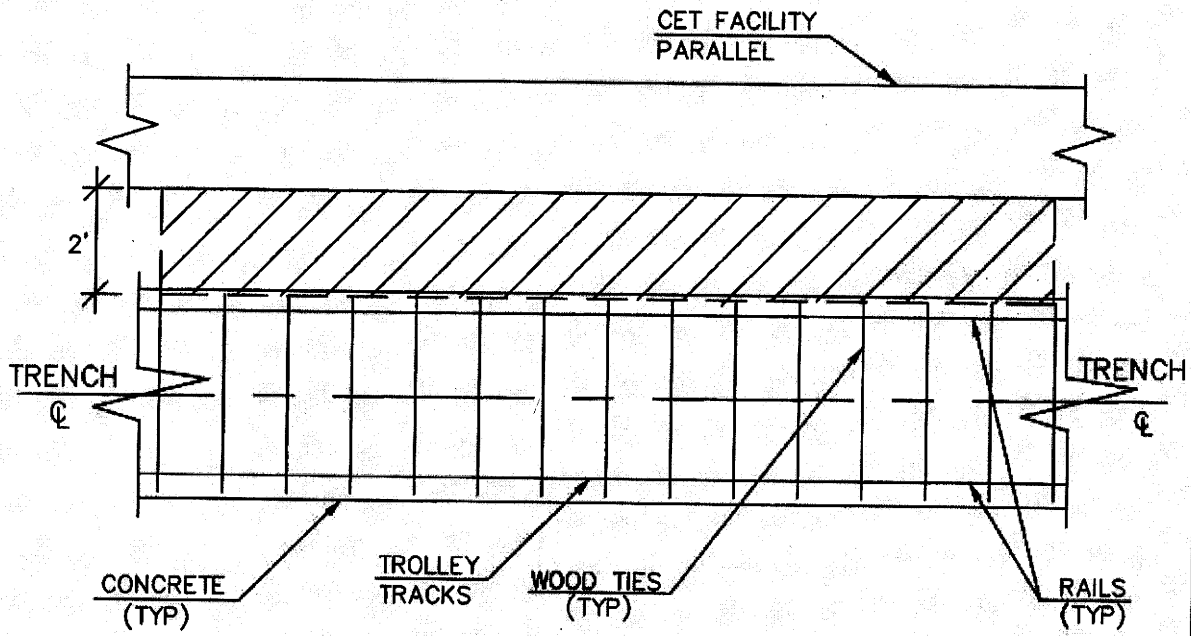 CET FACILITY
PARALLEL
2'
TRENCH
℄
TRENCH
℄
CONCRETE
(TYP)
TROLLEY
TRACKS
WOOD TIES
(TYP)
RAILS
(TYP)